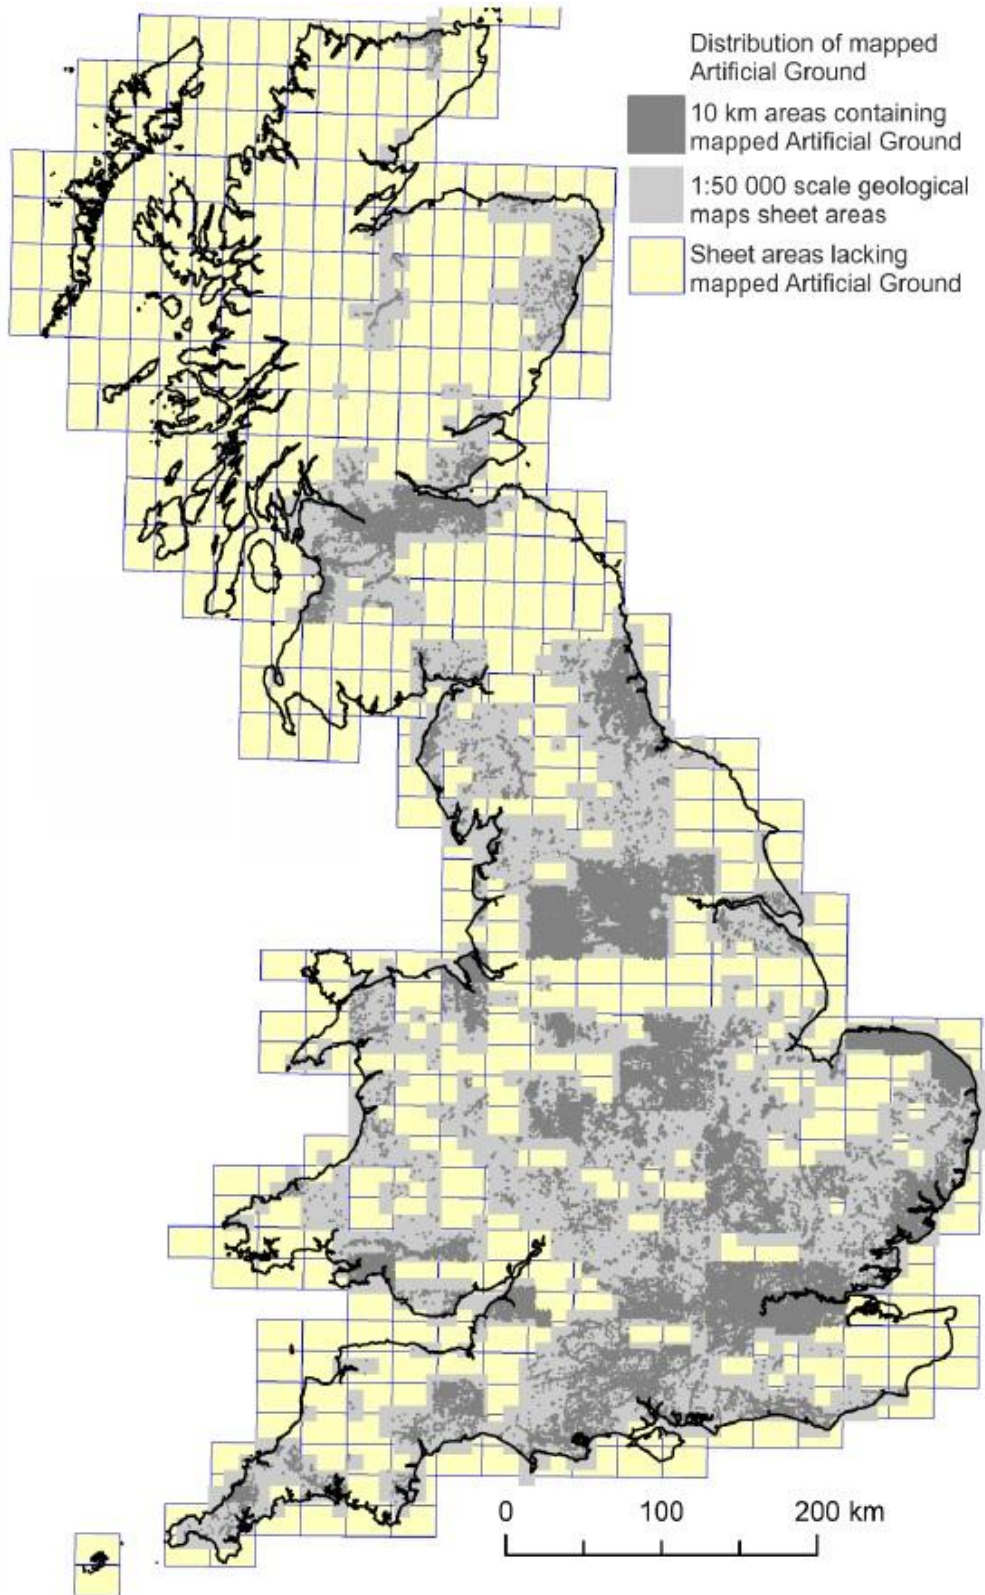 Distribution of mapped
Artificial Ground
10 km areas containing
mapped Artificial Ground
1:50 000 scale geological
maps sheet areas
Sheet areas lacking
mapped Artificial Ground
0 100 200 km